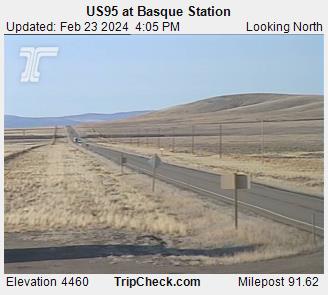 US95 at Basque Station
Updated: Feb 23 2024 4:05 PM Looking North
Elevation 4460 TripCheck.com Milepost 91.62